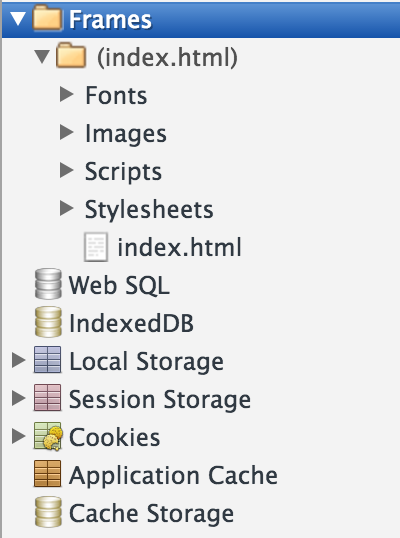 Frames
(index.html)
Fonts
Images
Scripts
Stylesheets
index.html
Web SQL
IndexedDB
Local Storage
Session Storage
Cookies
Application Cache
Cache Storage